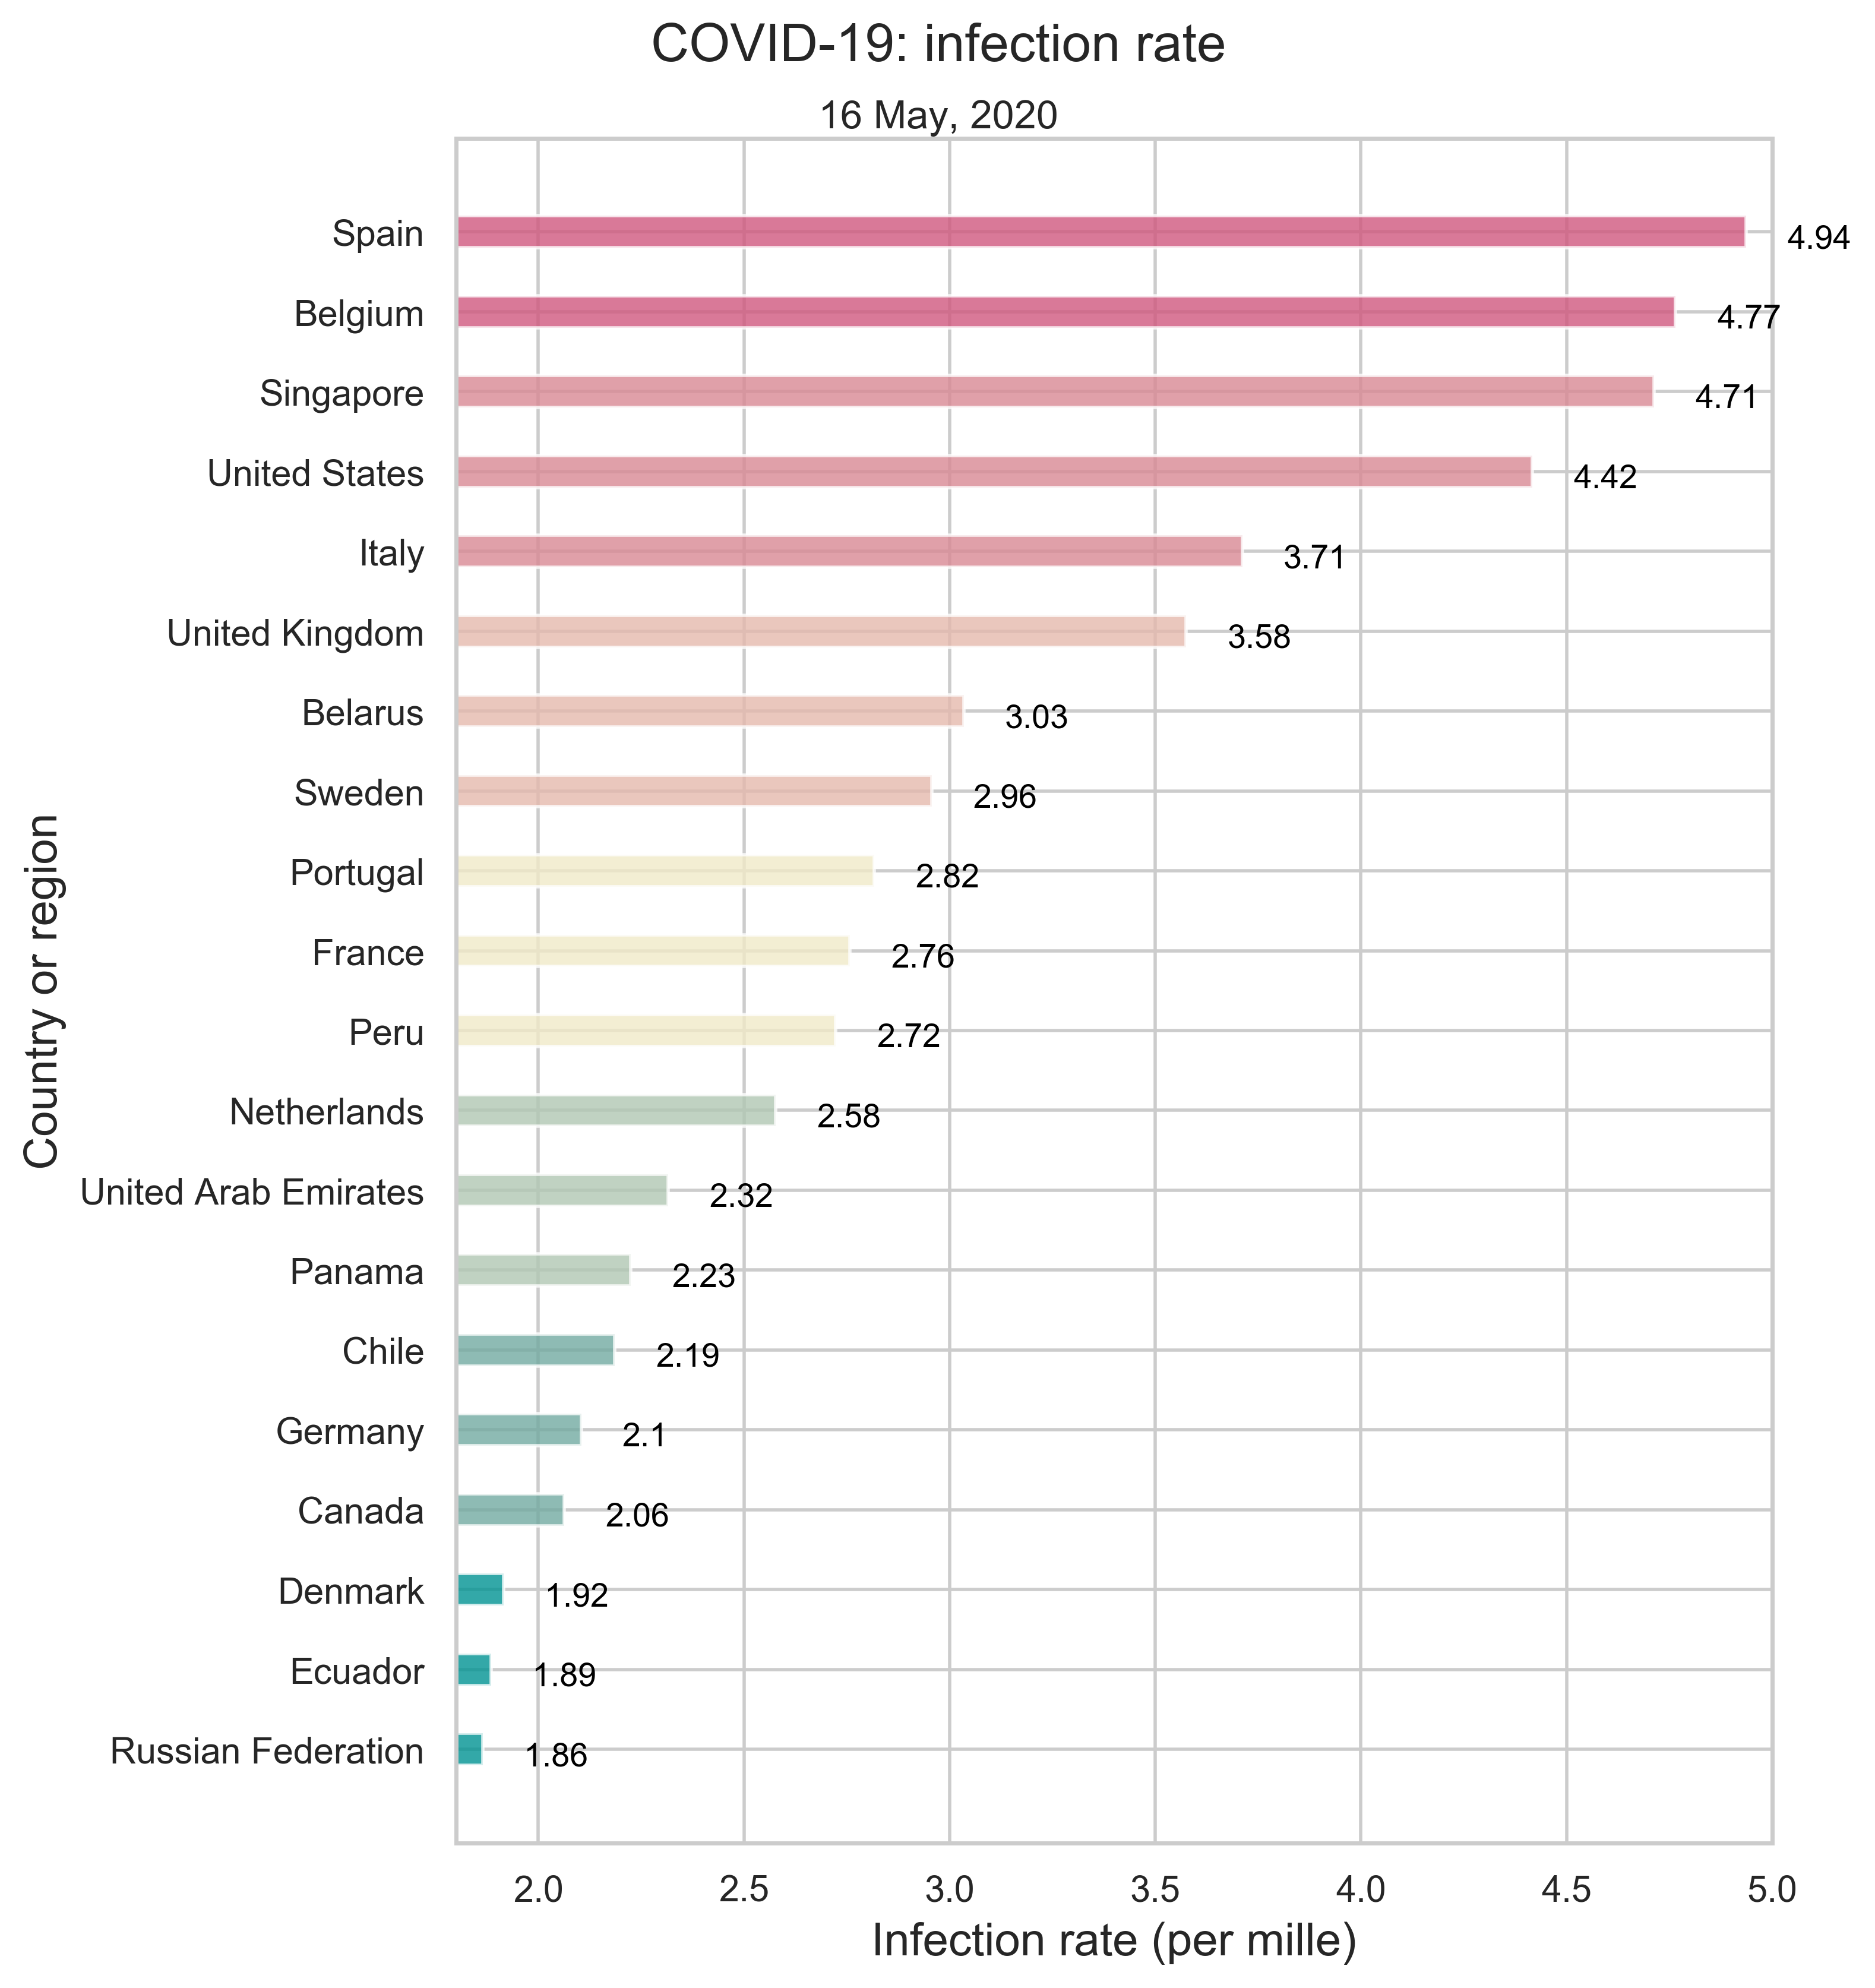 COVID-19: infection rate
16 May, 2020
Spain 4.94
Belgium 4.77
Singapore 4.71
United States 4.42
Italy 3.71
United Kingdom 3.58
Belarus 3.03
Sweden 2.96
Portugal 2.82
France 2.76
Peru 2.72
Netherlands 2.58
United Arab Emirates 2.32
Panama 2.23
Chile 2.19
Germany 2.1
Canada 2.06
Denmark 1.92
Ecuador 1.89
Russian Federation 1.86
Country or region
2.0 2.5 3.0 3.5 4.0 4.5 5.0
Infection rate (per mille)